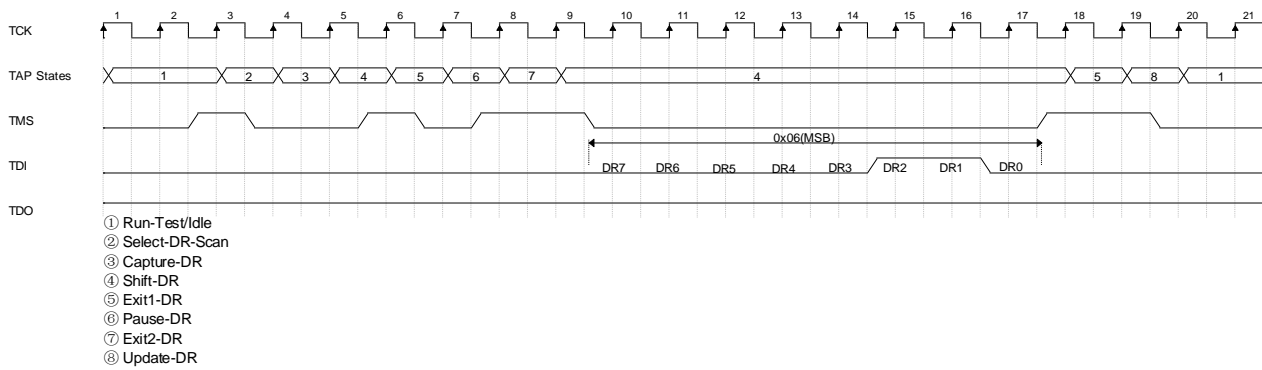 1 2 3 4 5 6 7 8 9 10 11 12 13 14 15 16 17 18 19 20 21
TCK
TAP States 1 2 3 4 5 6 7 4 5 8 1
TMS
0x06(MSB)
TDI DR7 DR6 DR5 DR4 DR3 DR2 DR1 DR0
TDO
① Run-Test/Idle
② Select-DR-Scan
③ Capture-DR
④ Shift-DR
⑤ Exit1-DR
⑥ Pause-DR
⑦ Exit2-DR
⑧ Update-DR